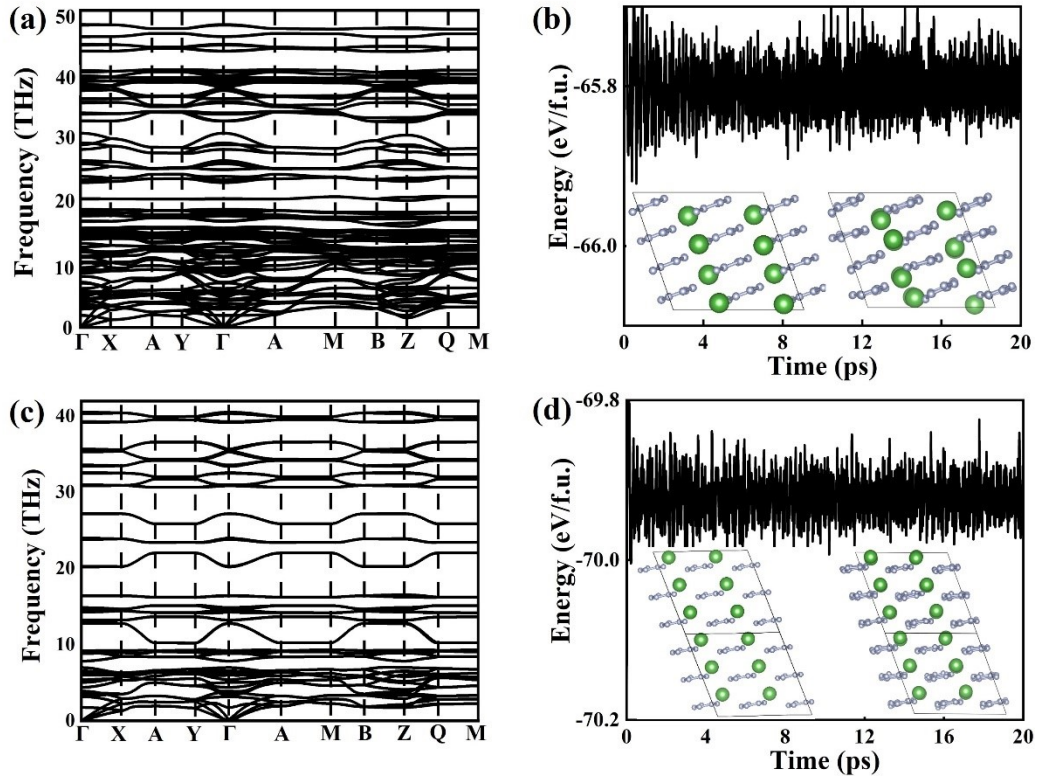 (a)
Frequency (THz)
50
40
30
20
10
0
Γ X A Y Γ A M B Z Q M
(b)
Energy (eV/f.u.)
-65.8
-66.0
0 4 8 12 16 20
Time (ps)
(c)
Frequency (THz)
40
30
20
10
0
Γ X A Y Γ A M B Z Q M
(d)
Energy (eV/f.u.)
-69.8
-70.0
-70.2
0 4 8 12 16 20
Time (ps)